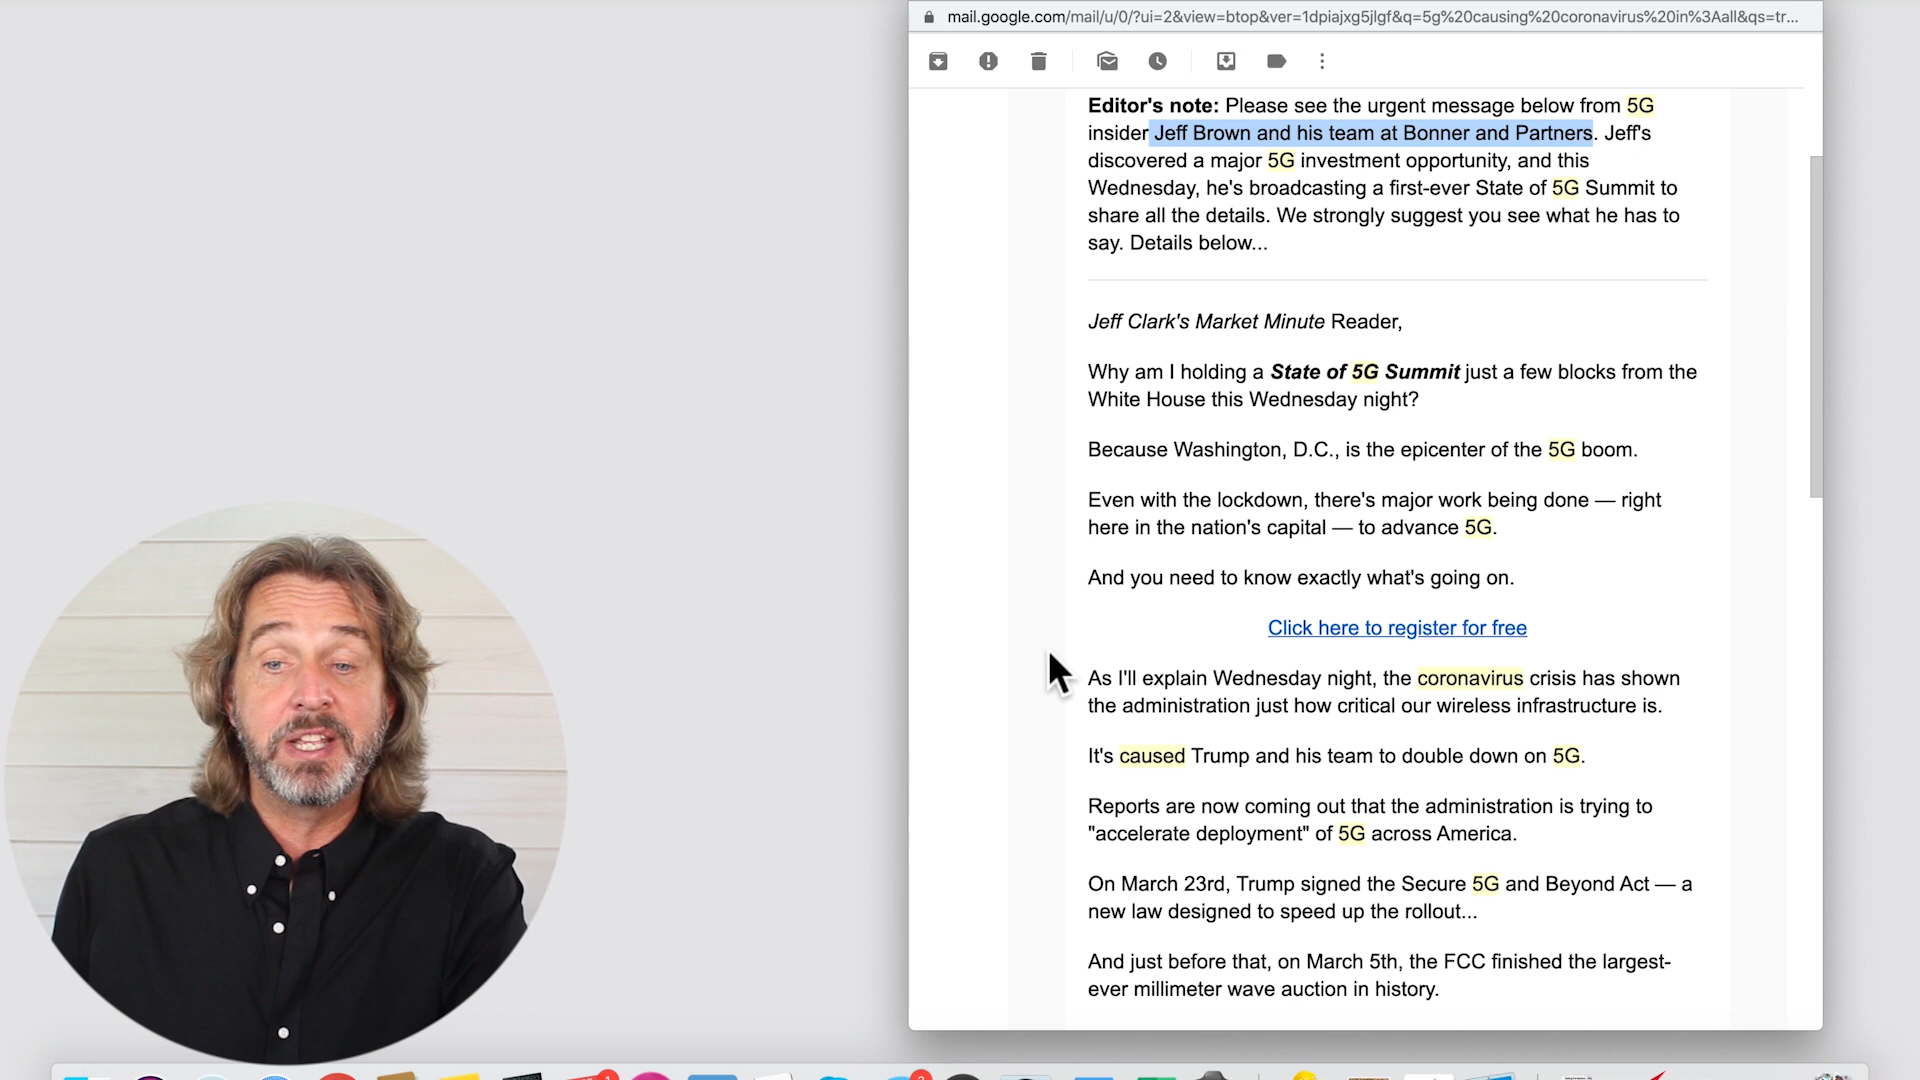 mail.google.com/mail/u/0/?ui=2&view=btop&ver=1dpiajxg5jlgf&q=5g%20causing%20coronavirus%20in%3Aall&qs=tr...
Editor's note: Please see the urgent message below from 5G
insider Jeff Brown and his team at Bonner and Partners. Jeff's
discovered a major 5G investment opportunity, and this
Wednesday, he's broadcasting a first-ever State of 5G Summit to
share all the details. We strongly suggest you see what he has to
say. Details below...
Jeff Clark's Market Minute Reader,
Why am I holding a State of 5G Summit just a few blocks from the
White House this Wednesday night?
Because Washington, D.C., is the epicenter of the 5G boom.
Even with the lockdown, there's major work being done — right
here in the nation's capital — to advance 5G.
And you need to know exactly what's going on.
Click here to register for free
As I'll explain Wednesday night, the coronavirus crisis has shown
the administration just how critical our wireless infrastructure is.
It's caused Trump and his team to double down on 5G.
Reports are now coming out that the administration is trying to
"accelerate deployment" of 5G across America.
On March 23rd, Trump signed the Secure 5G and Beyond Act — a
new law designed to speed up the rollout...
And just before that, on March 5th, the FCC finished the largest-
ever millimeter wave auction in history.